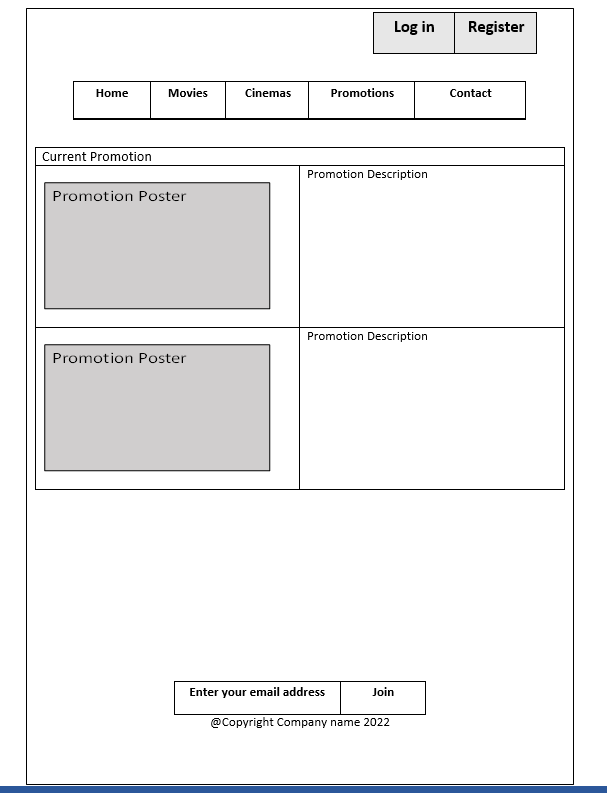 Log in Register
Home Movies Cinemas Promotions Contact
Current Promotion
Promotion Poster
Promotion Description
Promotion Poster
Promotion Description
Enter your email address Join
@Copyright Company name 2022